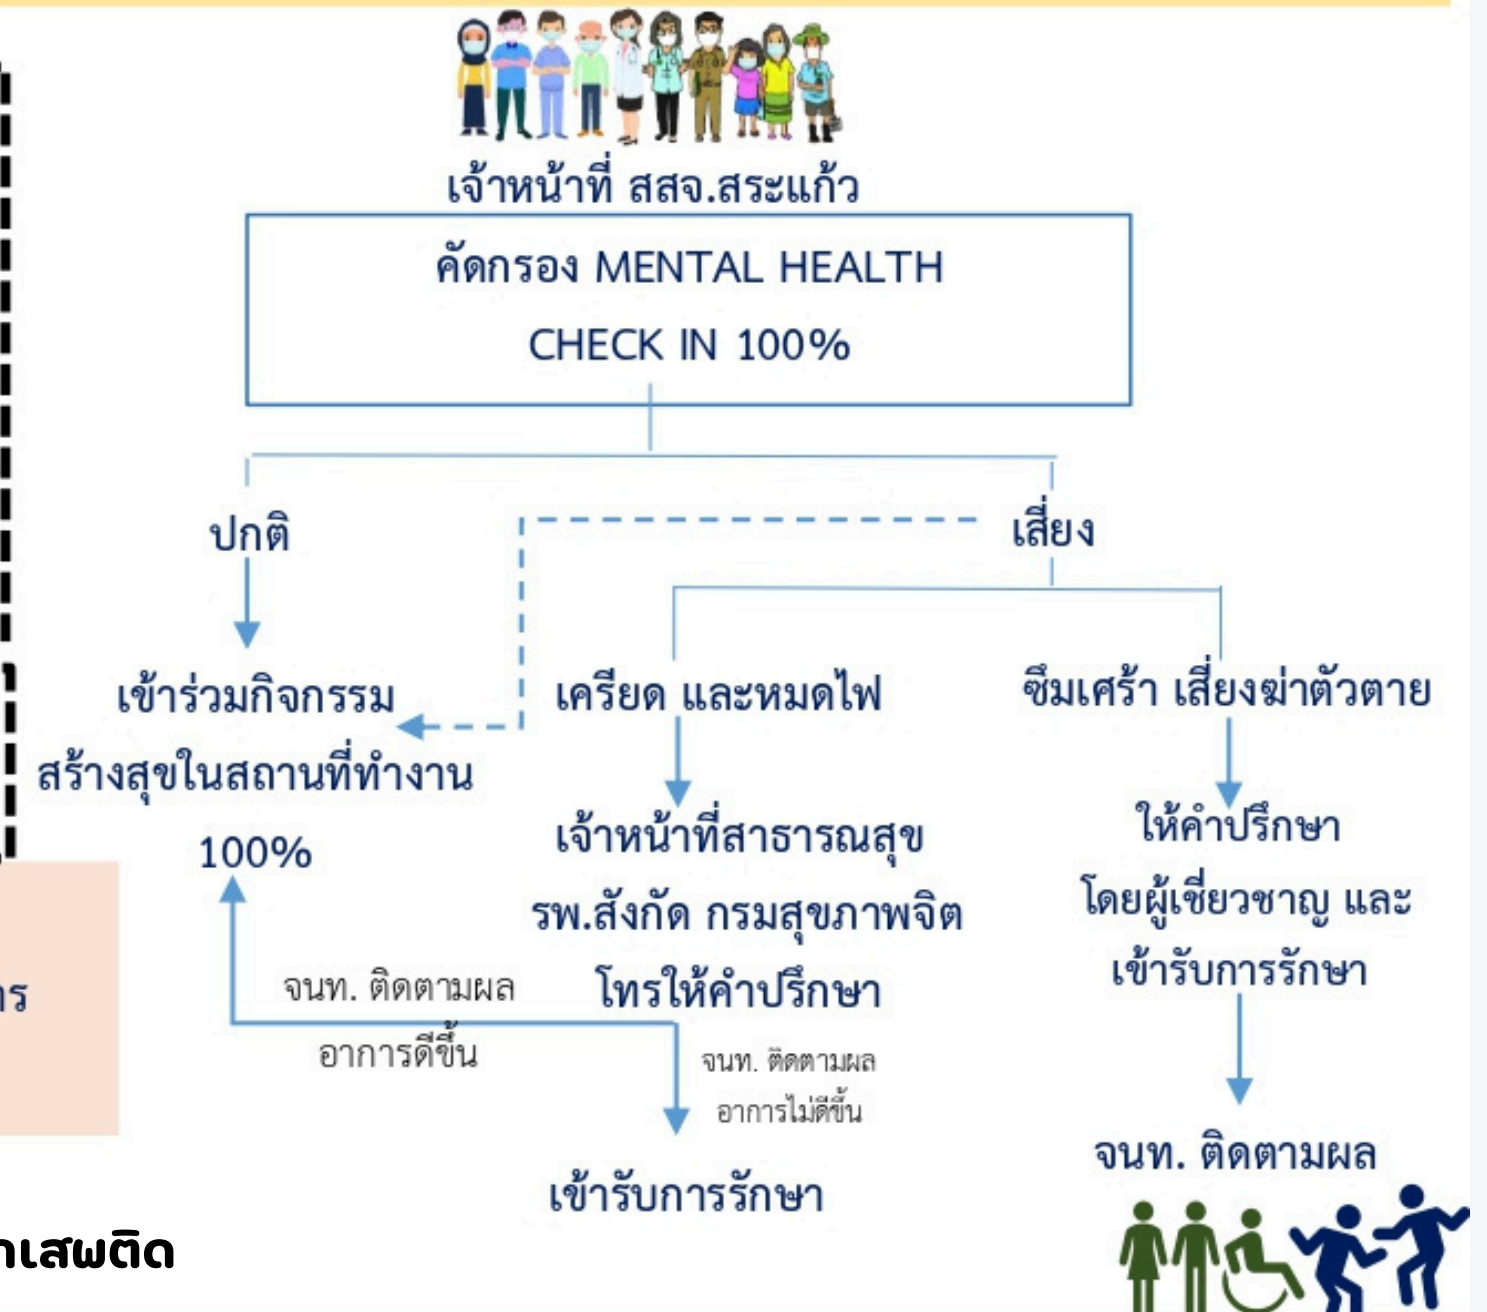 เจ้าหน้าที่ สสจ.สระแก้ว
คัดกรอง MENTAL HEALTH
CHECK IN 100%
ปกติ
เสี่ยง
เข้าร่วมกิจกรรม
สร้างสุขในสถานที่ทำงาน
100%
เครียด และหมดไฟ
ซึมเศร้า เสี่ยงฆ่าตัวตาย
เจ้าหน้าที่สาธารณสุข
รพ.สังกัด กรมสุขภาพจิต
โทรให้คำปรึกษา
ให้คำปรึกษา
โดยผู้เชี่ยวชาญ และ
เข้ารับการรักษา
จนท. ติดตามผล
อาการดีขึ้น
จนท. ติดตามผล
อาการไม่ดีขึ้น
เข้ารับการรักษา
จนท. ติดตามผล